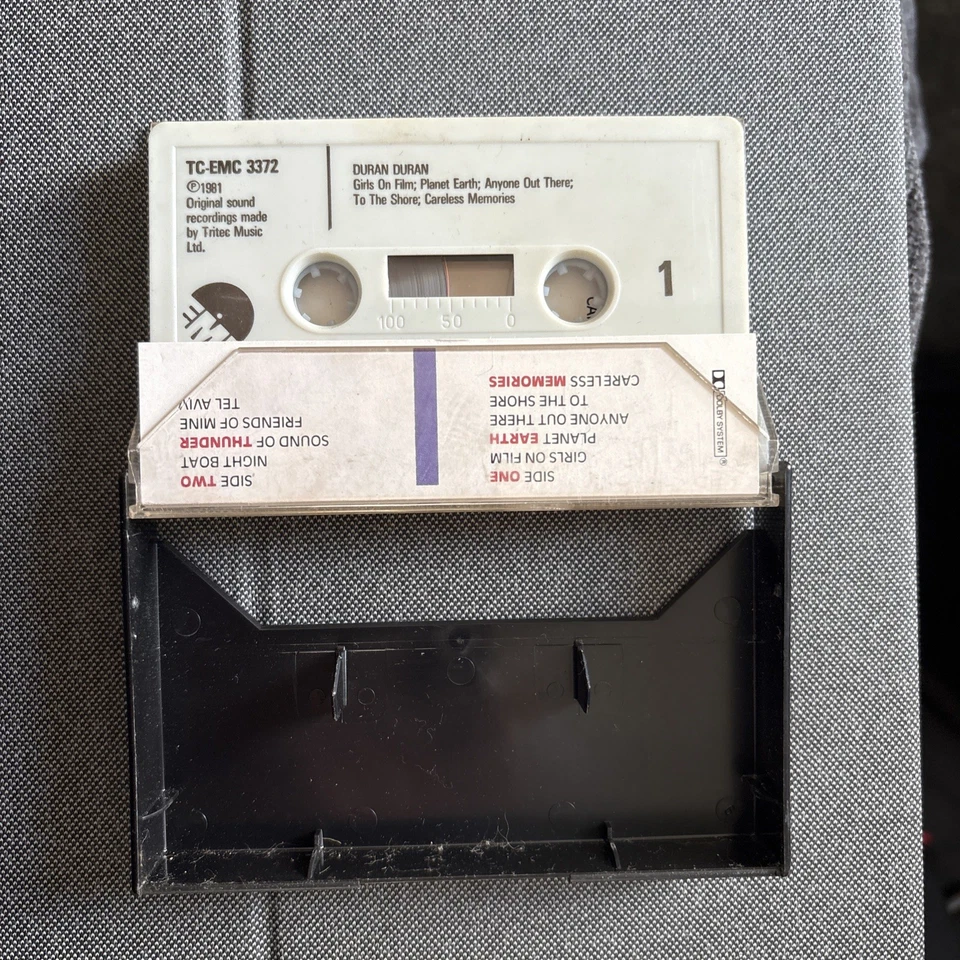 TC-EMC 3372
℗1981
Original sound
recordings made
by Tritec Music
Ltd.
DURAN DURAN
Girls On Film; Planet Earth; Anyone Out There;
To The Shore; Careless Memories
1
100 50 0
SIDE ONE
GIRLS ON FILM
PLANET EARTH
ANYONE OUT THERE
TO THE SHORE
CARELESS MEMORIES
SIDE TWO
NIGHT BOAT
SOUND OF THUNDER
FRIENDS OF MINE
TEL AVIV
DOLBY SYSTEM ®